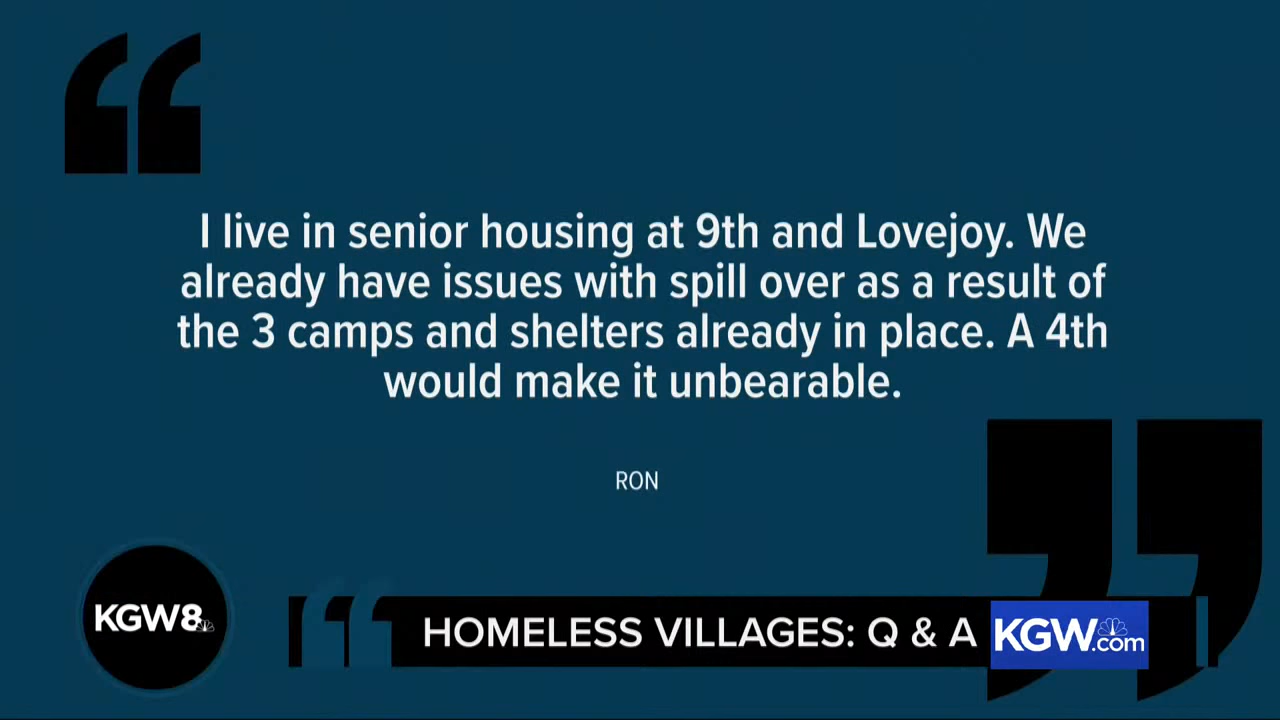 I live in senior housing at 9th and Lovejoy. We
already have issues with spill over as a result of
the 3 camps and shelters already in place. A 4th
would make it unbearable.
RON
KGW8
HOMELESS VILLAGES: Q & A
KGW.com